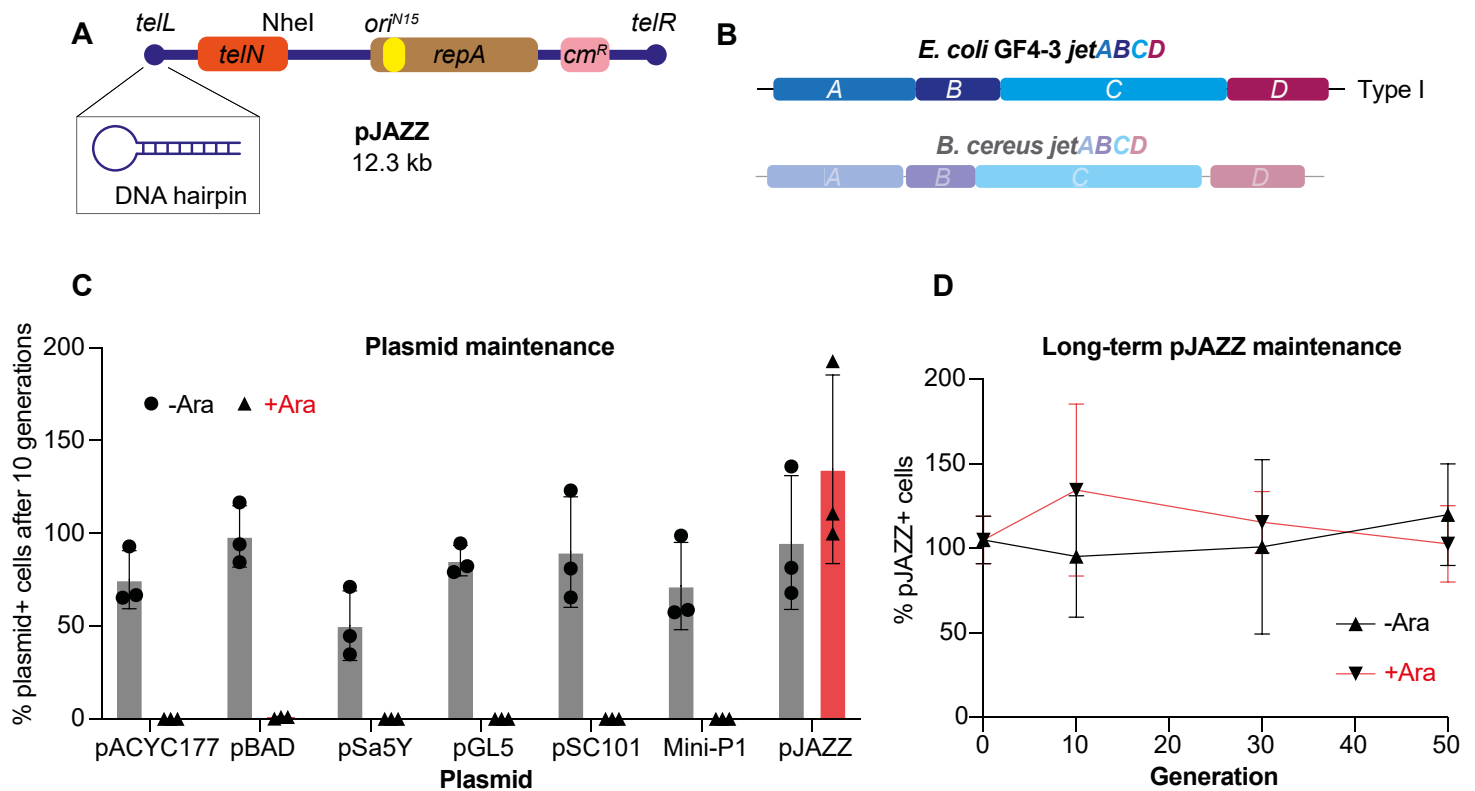 A
telL
NheI
oriN15
telR
telN
repA
cmR
DNA hairpin
pJAZZ
12.3 kb
B
E. coli GF4-3 jetABCD
A B C D
Type I
B. cereus jetABCD
A B C D
C
Plasmid maintenance
% plasmid+ cells after 10 generations
200
150
100
50
0
-Ara
+Ara
pACYC177
pBAD
pSa5Y
pGL5
pSC101
Mini-P1
pJAZZ
Plasmid
D
Long-term pJAZZ maintenance
% pJAZZ+ cells
200
150
100
50
0
-Ara
+Ara
0
10
20
30
40
50
Generation